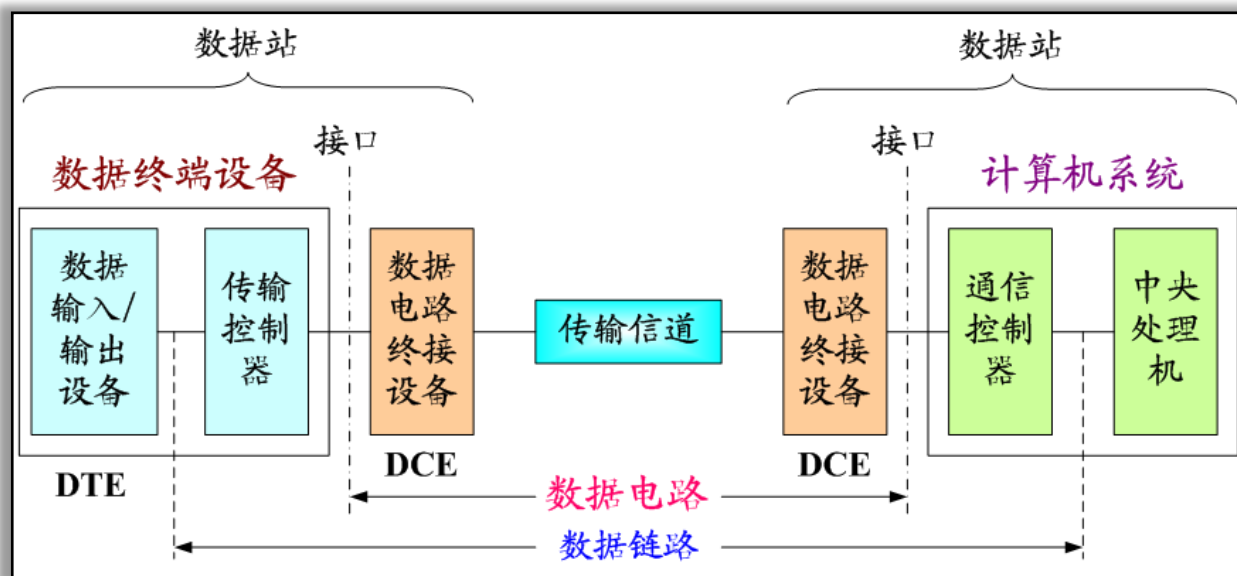 数据站
数据站
接口
接口
数据终端设备
计算机系统
数据
输入/
输出
设备
传输
控制
器
数据
电路
终接
设备
传输信道
数据
电路
终接
设备
通信
控制
器
中央
处理
机
DTE
DCE
DCE
数据电路
数据链路